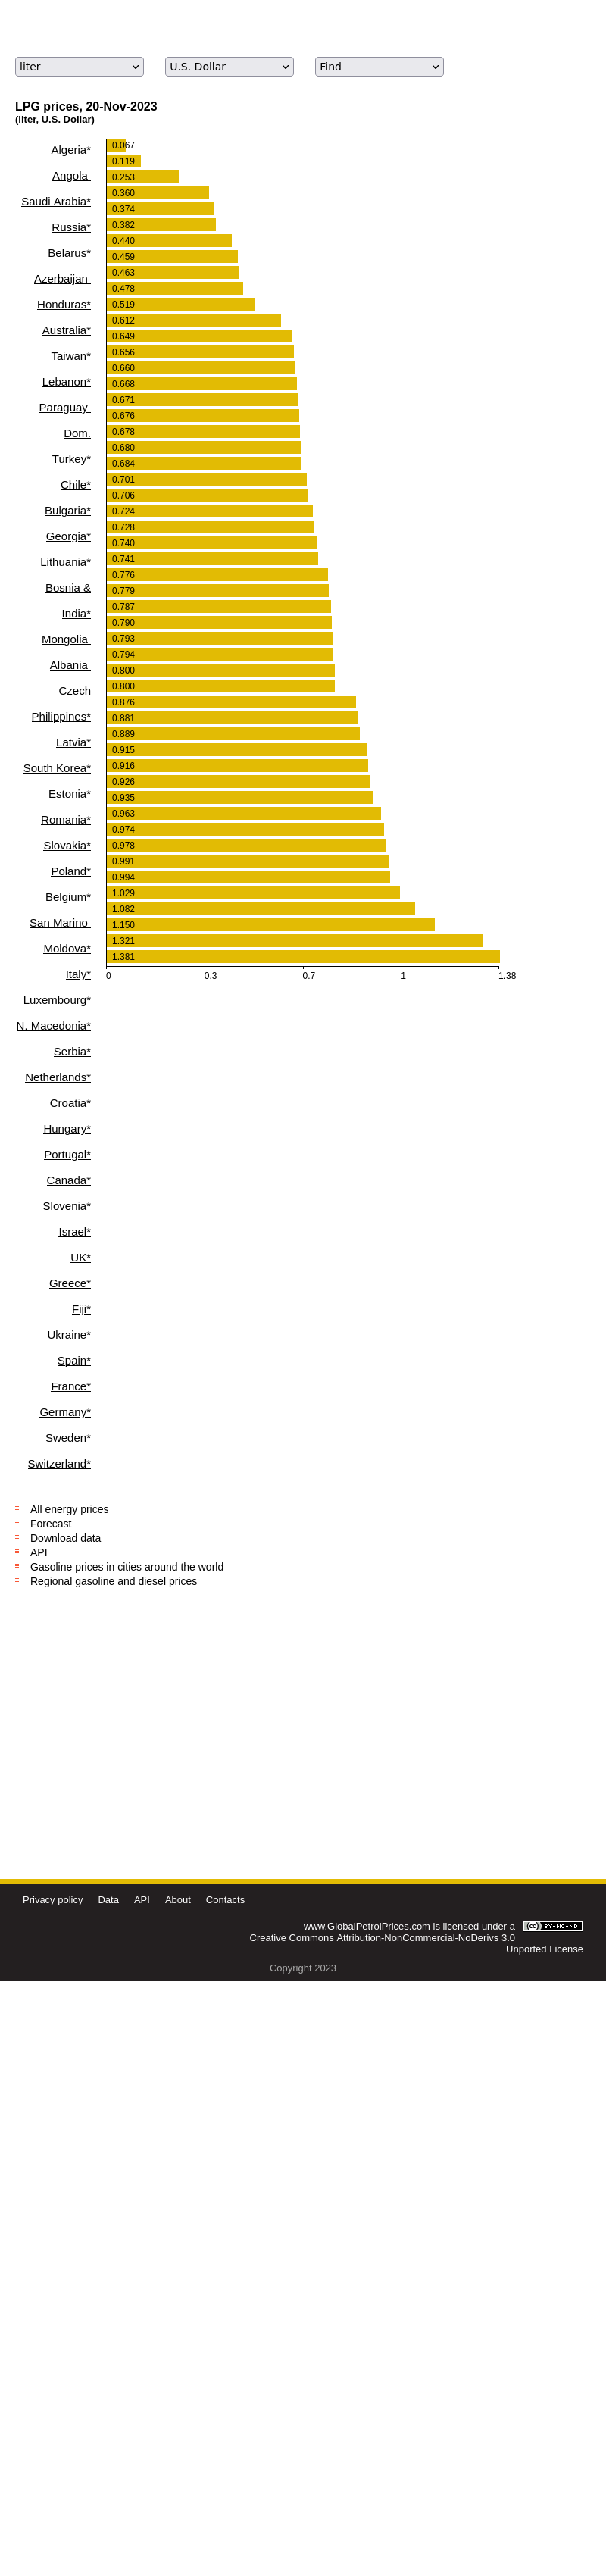 liter U.S. Dollar Find
LPG prices, 20-Nov-2023
(liter, U.S. Dollar)
Algeria*
Angola
Saudi Arabia*
Russia*
Belarus*
Azerbaijan
Honduras*
Australia*
Taiwan*
Lebanon*
Paraguay
Dom.
Turkey*
Chile*
Bulgaria*
Georgia*
Lithuania*
Bosnia &
India*
Mongolia
Albania
Czech
Philippines*
Latvia*
South Korea*
Estonia*
Romania*
Slovakia*
Poland*
Belgium*
San Marino
Moldova*
Italy*
Luxembourg*
N. Macedonia*
Serbia*
Netherlands*
Croatia*
Hungary*
Portugal*
Canada*
Slovenia*
Israel*
UK*
Greece*
Fiji*
Ukraine*
Spain*
France*
Germany*
Sweden*
Switzerland*
0.067
0.119
0.253
0.360
0.374
0.382
0.440
0.459
0.463
0.478
0.519
0.612
0.649
0.656
0.660
0.668
0.671
0.676
0.678
0.680
0.684
0.701
0.706
0.724
0.728
0.740
0.741
0.776
0.779
0.787
0.790
0.793
0.794
0.800
0.800
0.876
0.881
0.889
0.915
0.916
0.926
0.935
0.963
0.974
0.978
0.991
0.994
1.029
1.082
1.150
1.321
1.381
0 0.3 0.7 1 1.38
All energy prices
Forecast
Download data
API
Gasoline prices in cities around the world
Regional gasoline and diesel prices
Privacy policy Data API About Contacts
www.GlobalPetrolPrices.com is licensed under a
Creative Commons Attribution-NonCommercial-NoDerivs 3.0
Unported License
cc BY-NC-ND
Copyright 2023